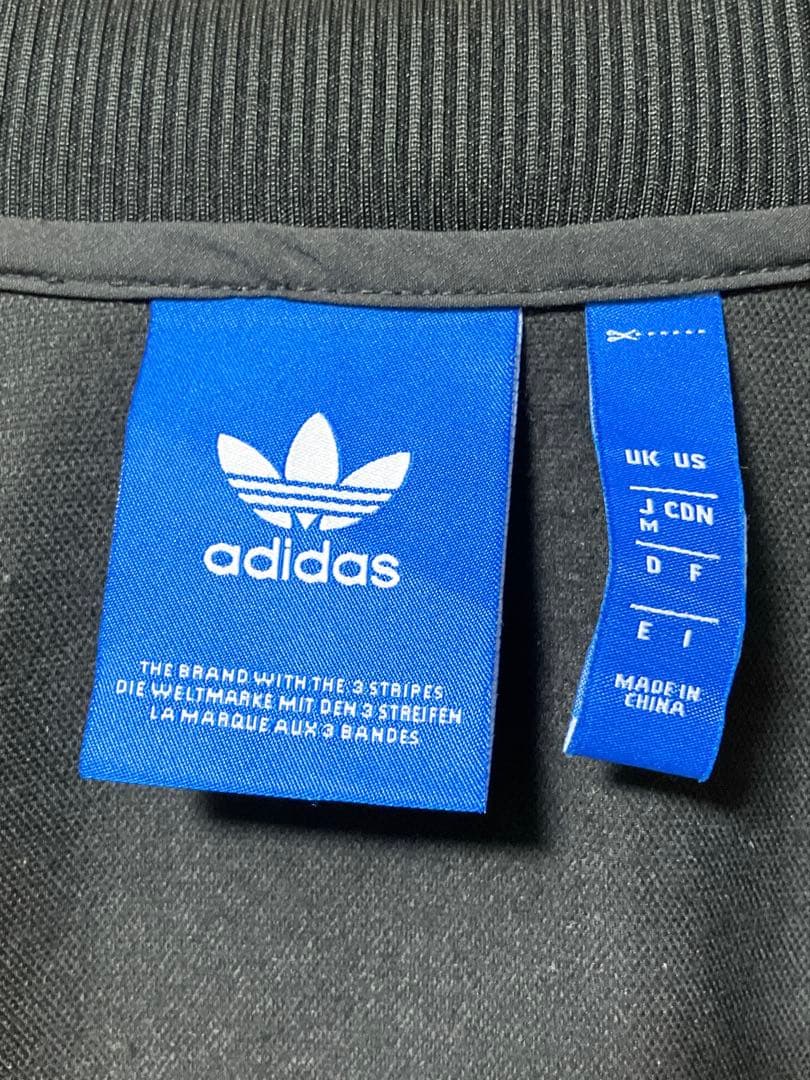 adidas
THE BRAND WITH THE 3 STRIPES
DIE WELTMARKE MIT DEN 3 STREIFEN
LA MARQUE AUX 3 BANDES
UK US
J CDN
M
D F
E I
MADE IN
CHINA